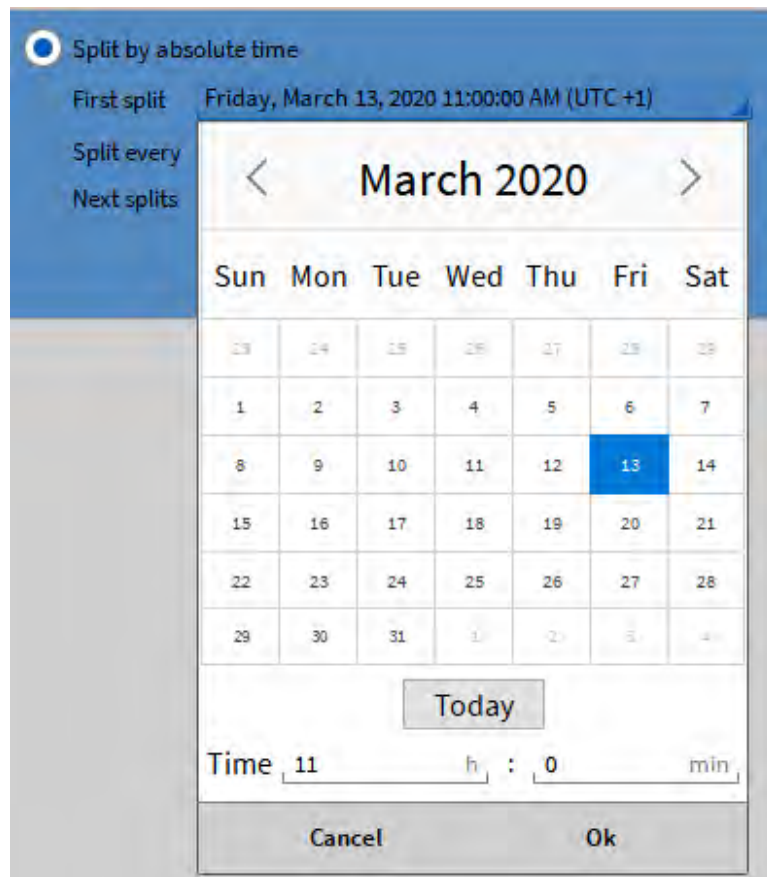 Split by absolute time
First split Friday, March 13, 2020 11:00:00 AM (UTC +1)
Split every
Next splits
< March 2020 >
Sun Mon Tue Wed Thu Fri Sat
23 24 25 26 27 28 29
1 2 3 4 5 6 7
8 9 10 11 12 13 14
15 16 17 18 19 20 21
22 23 24 25 26 27 28
29 30 31 1 2 3 4
Today
Time 11 h : 0 min
Cancel Ok